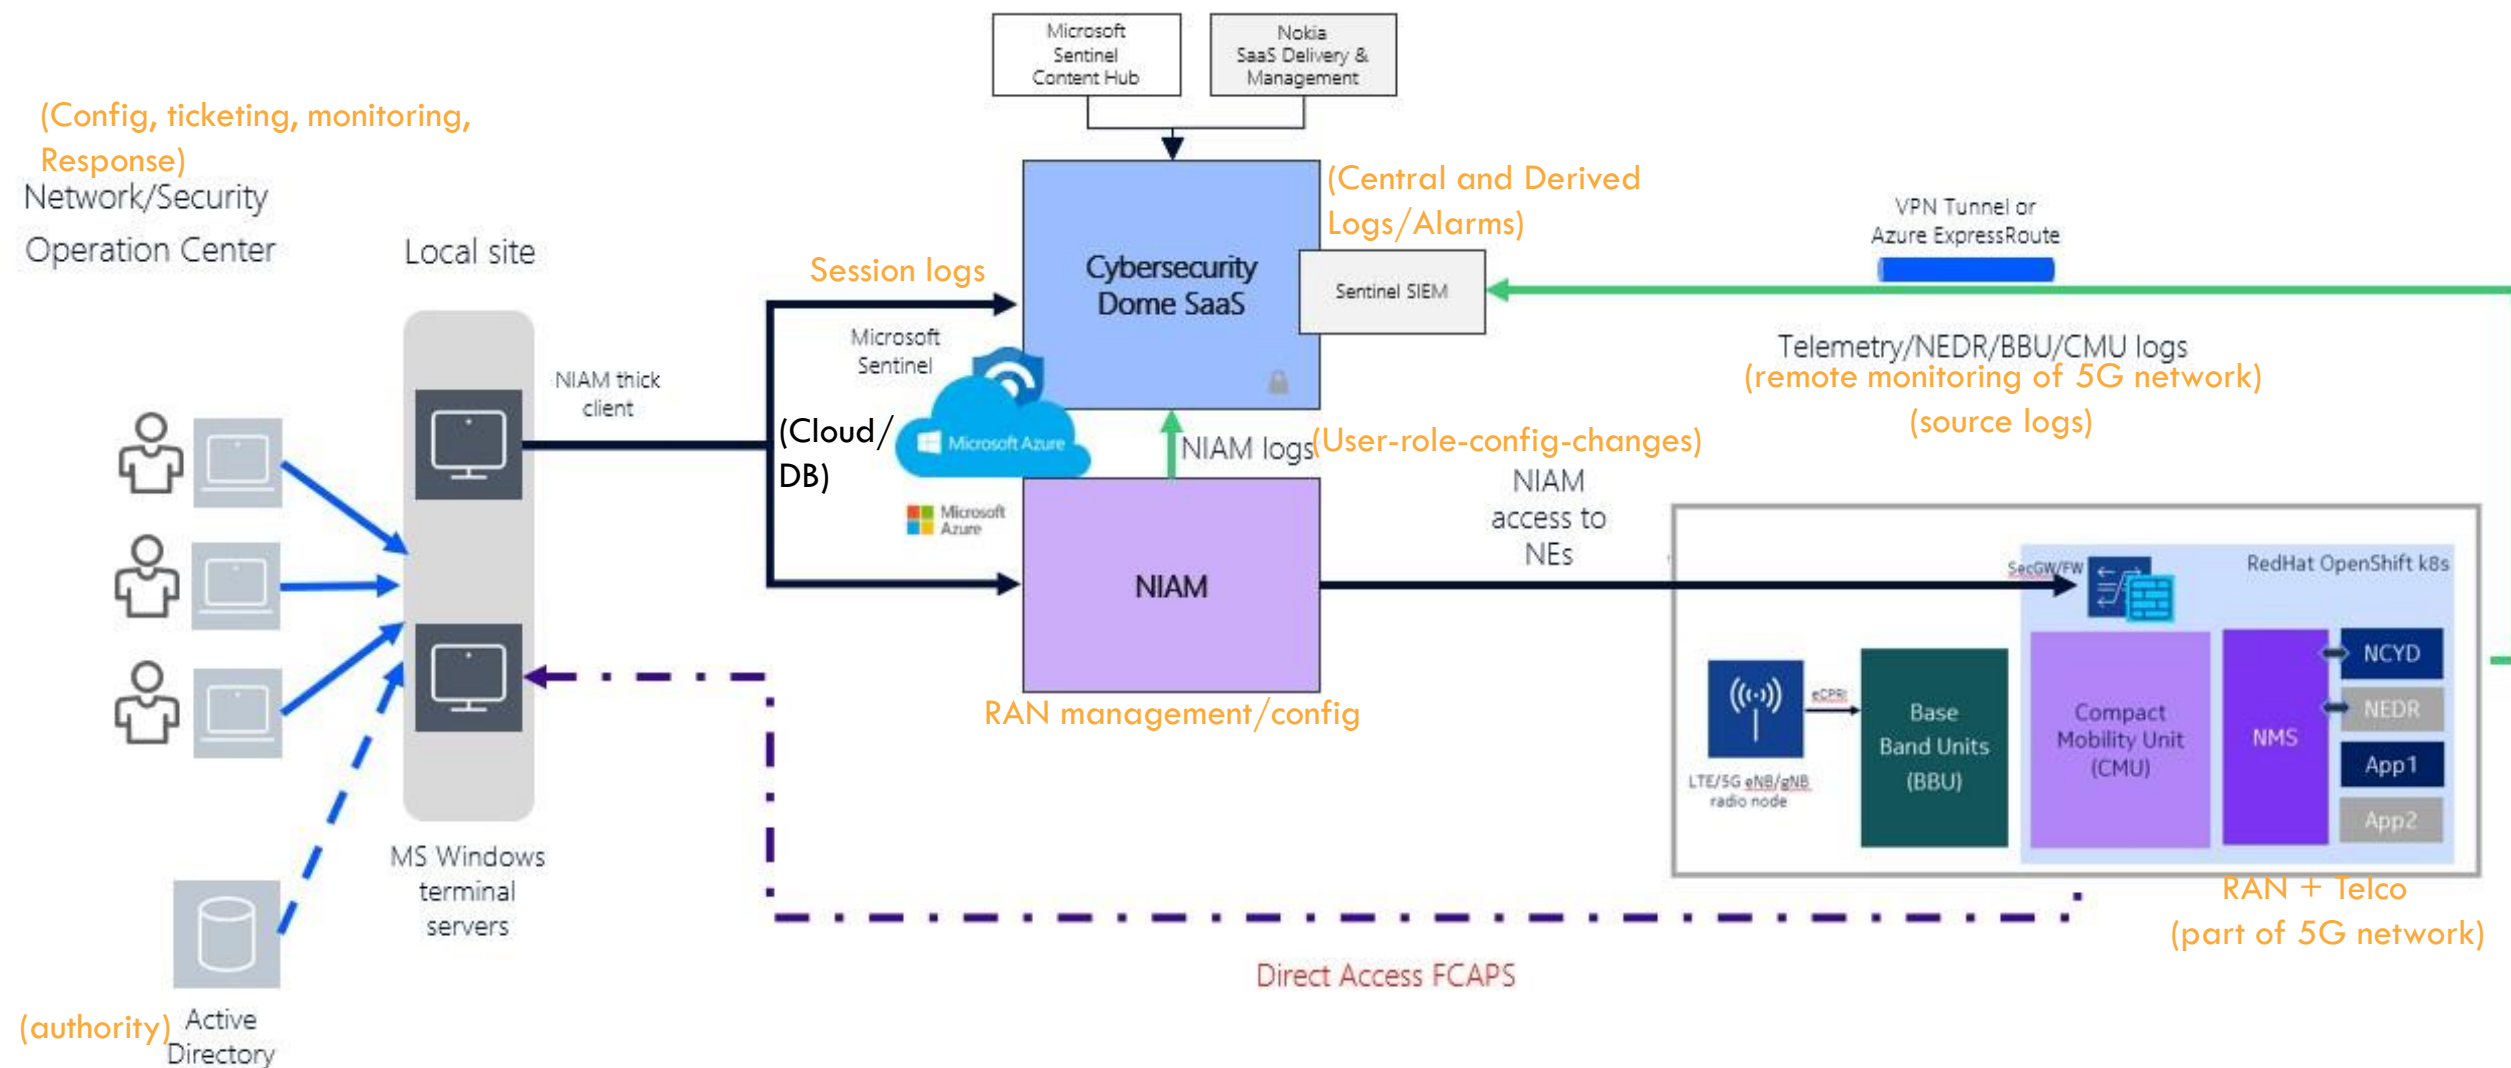 Microsoft
Sentinel
Content Hub
Nokia
SaaS Delivery &
Management
(Config, ticketing, monitoring,
Response)
Network/Security
Operation Center
Local site
Session logs
Cybersecurity
Dome SaaS
(Central and Derived
Logs/Alarms)
Sentinel SIEM
VPN Tunnel or
Azure ExpressRoute
Telemetry/NEDR/BBU/CMU logs
(remote monitoring of 5G network)
(source logs)
Microsoft
Sentinel
NIAM thick
client
(Cloud/
DB)
Microsoft Azure
NIAM logs
(User-role-config-changes)
Microsoft
Azure
NIAM
access to
NEs
NIAM
RAN management/config
SecGW/FW
RedHat OpenShift k8s
eCPRI
LTE/5G eNB/gNB
radio node
Base
Band Units
(BBU)
Compact
Mobility Unit
(CMU)
NMS
NCYD
NEDR
App1
App2
MS Windows
terminal
servers
RAN + Telco
(part of 5G network)
Direct Access FCAPS
(authority)
Active
Directory